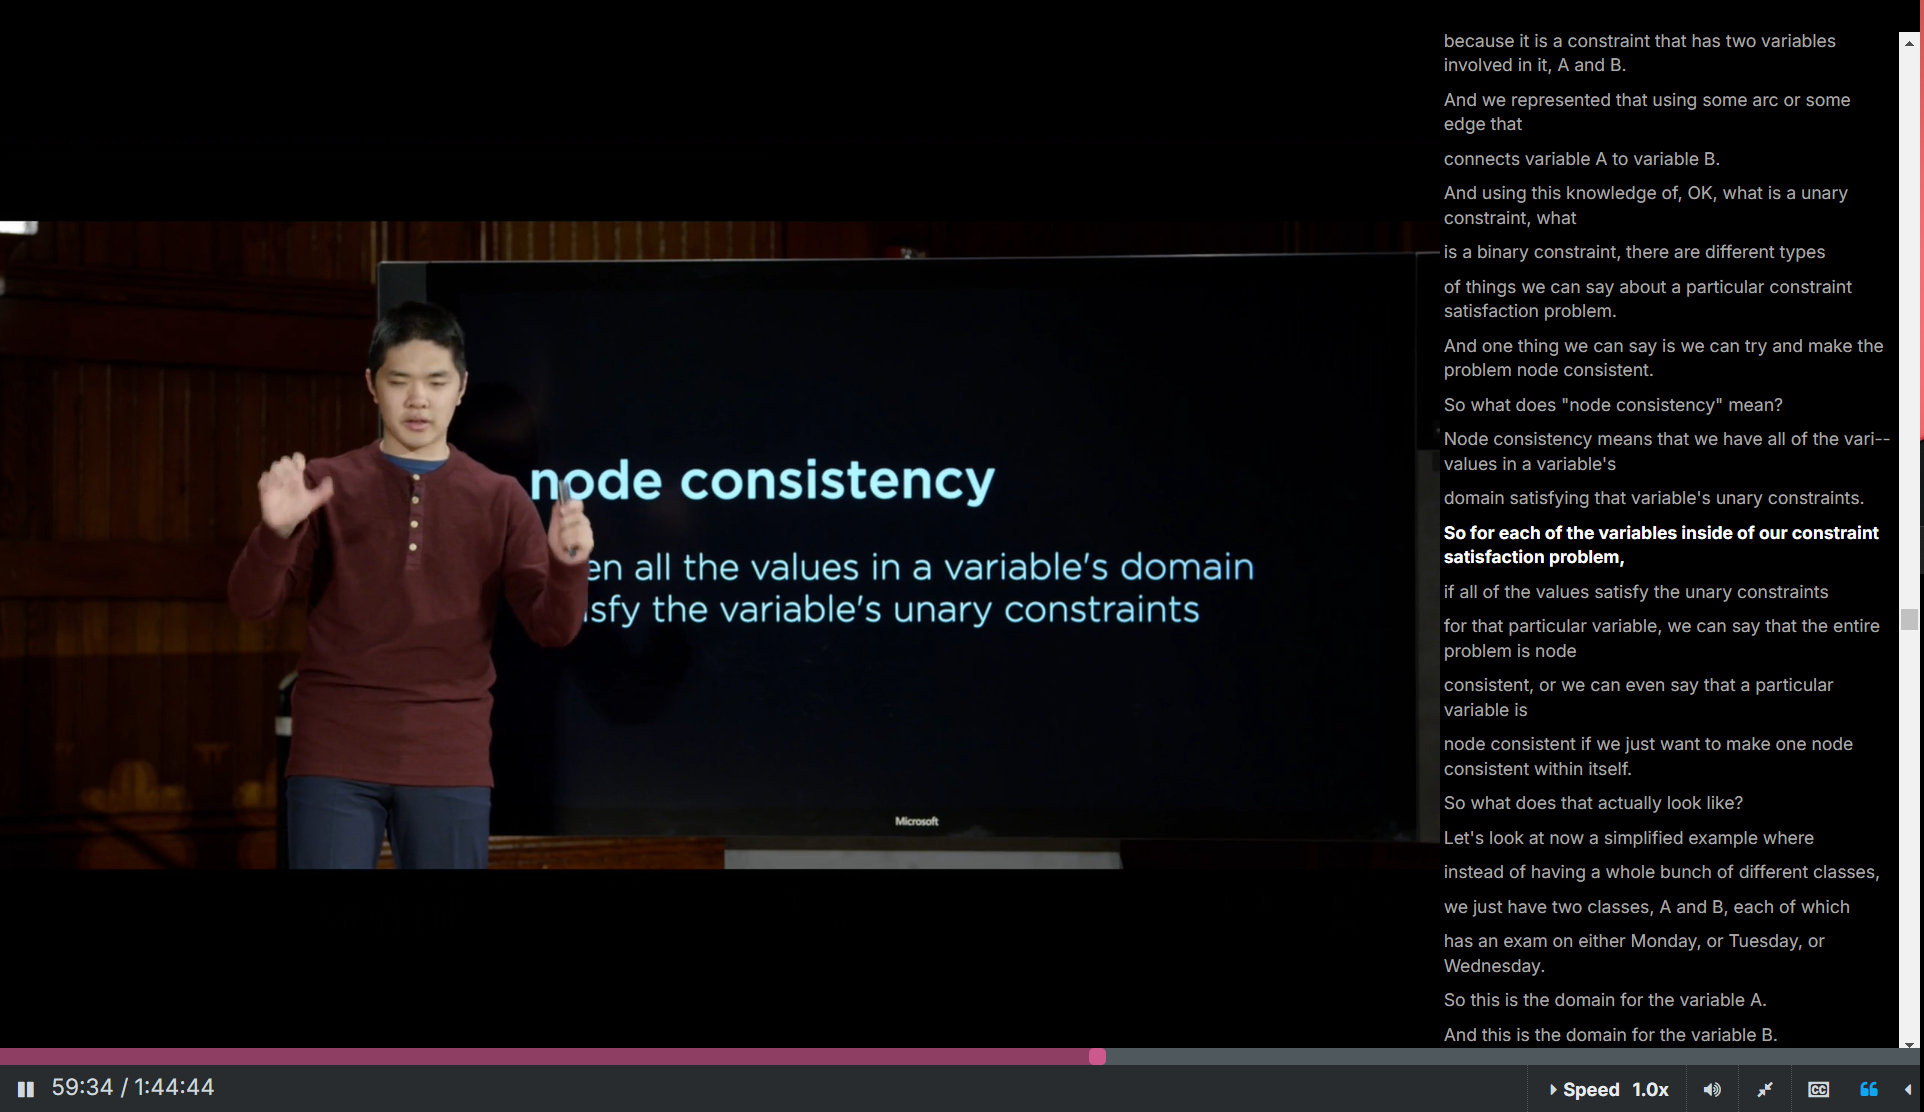 because it is a constraint that has two variables
involved in it, A and B.
And we represented that using some arc or some
edge that
connects variable A to variable B.
And using this knowledge of, OK, what is a unary
constraint, what
is a binary constraint, there are different types
of things we can say about a particular constraint
satisfaction problem.
And one thing we can say is we can try and make the
problem node consistent.
So what does "node consistency" mean?
Node consistency means that we have all of the vari--
values in a variable's
domain satisfying that variable's unary constraints.
So for each of the variables inside of our constraint
satisfaction problem,
if all of the values satisfy the unary constraints
for that particular variable, we can say that the entire
problem is node
consistent, or we can even say that a particular
variable is
node consistent if we just want to make one node
consistent within itself.
So what does that actually look like?
Let's look at now a simplified example where
instead of having a whole bunch of different classes,
we just have two classes, A and B, each of which
has an exam on either Monday, or Tuesday, or
Wednesday.
So this is the domain for the variable A.
And this is the domain for the variable B.
node consistency
en all the values in a variable's domain
isfy the variable's unary constraints
Microsoft
59:34 / 1:44:44
Speed 1.0x
CC